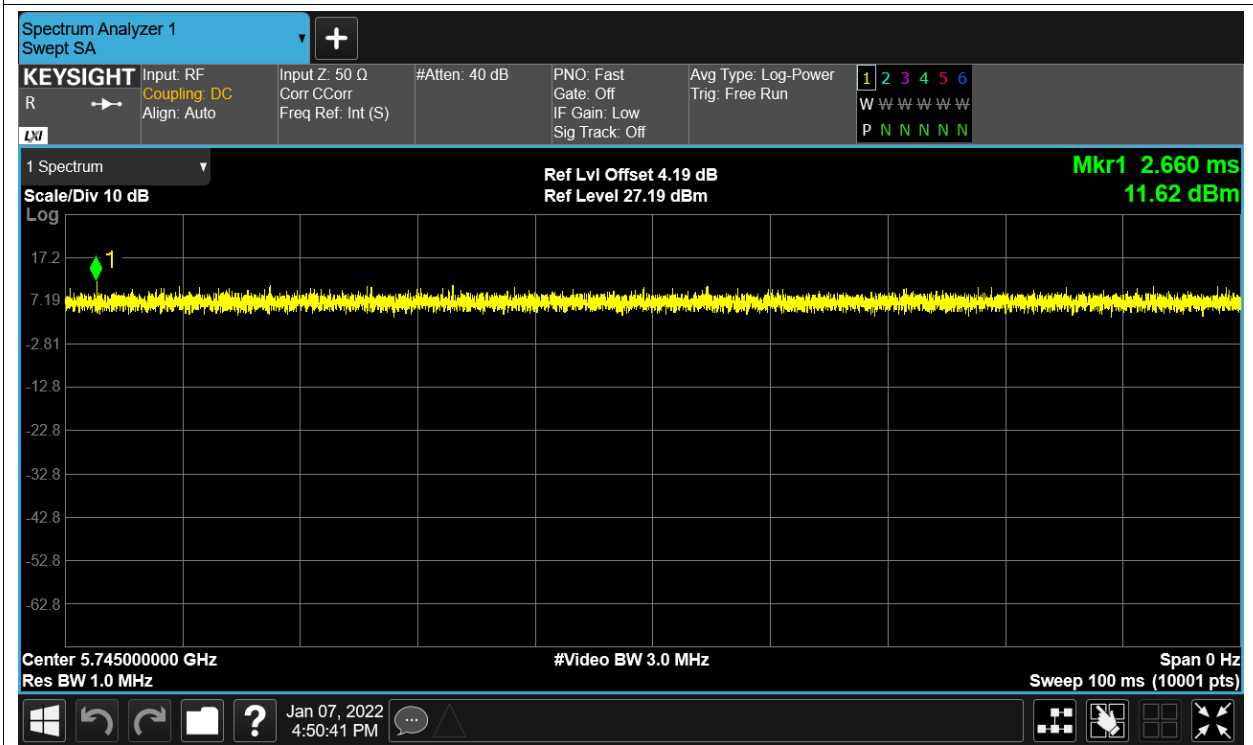 Spectrum Analyzer 1
Swept SA
▼
+
KEYSIGHT
R
LXI
Input: RF
Coupling: DC
Align: Auto
Input Z: 50 Ω
Corr CCorr
Freq Ref: Int (S)
#Atten: 40 dB
PNO: Fast
Gate: Off
IF Gain: Low
Sig Track: Off
Avg Type: Log-Power
Trig: Free Run
1 2 3 4 5 6
W W W W W W
P N N N N N
1 Spectrum ▼
Scale/Div 10 dB
Log
Ref Lvl Offset 4.19 dB
Ref Level 27.19 dBm
Mkr1 2.660 ms
11.62 dBm
1
17.2
7.19
-2.81
-12.8
-22.8
-32.8
-42.8
-52.8
-62.8
Center 5.745000000 GHz
#Video BW 3.0 MHz
Span 0 Hz
Res BW 1.0 MHz
Sweep 100 ms (10001 pts)
?
Jan 07, 2022
4:50:41 PM